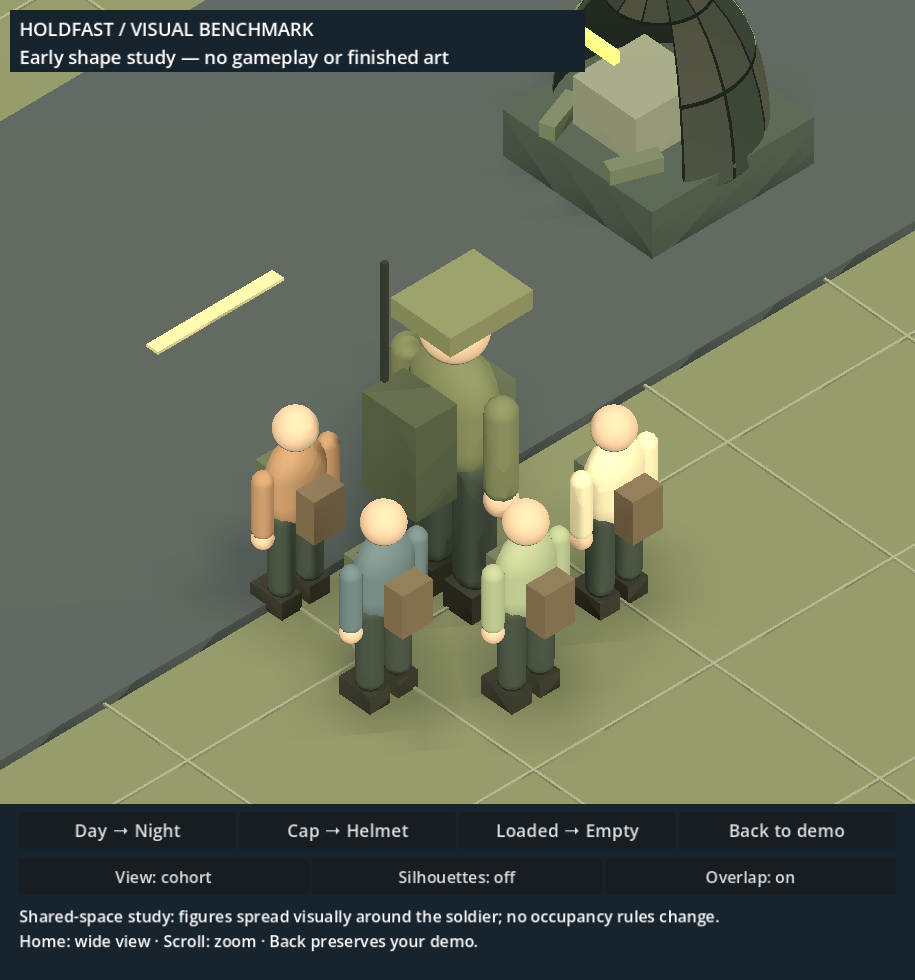 HOLDFAST / VISUAL BENCHMARK
Early shape study — no gameplay or finished art
Day → Night
Cap → Helmet
Loaded → Empty
Back to demo
View: cohort
Silhouettes: off
Overlap: on
Shared-space study: figures spread visually around the soldier; no occupancy rules change.
Home: wide view · Scroll: zoom · Back preserves your demo.